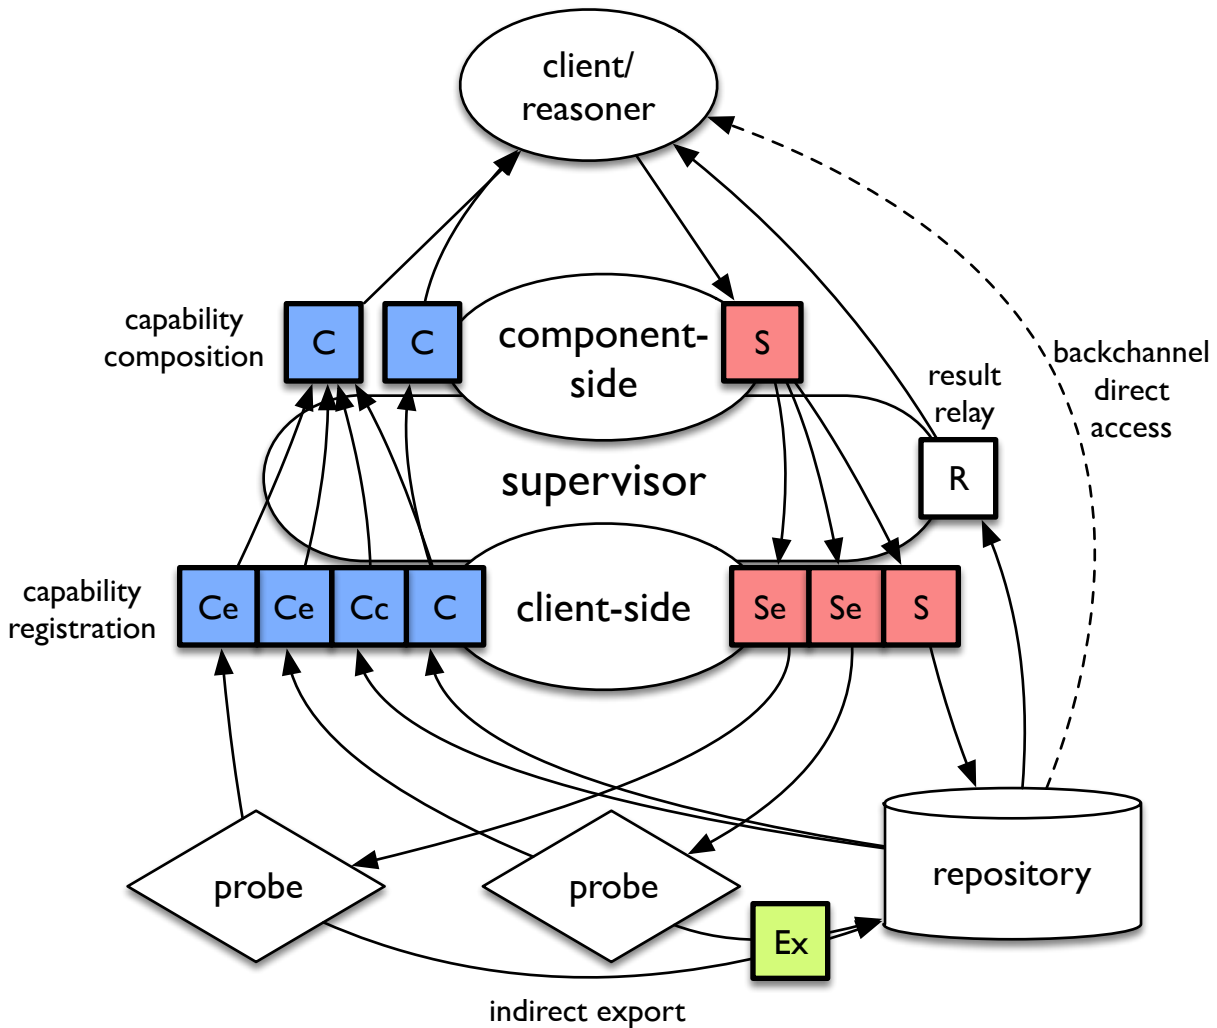 client/
reasoner
capability
composition
C
C
component-
side
S
backchannel
direct
access
result
relay
R
supervisor
capability
registration
Ce
Ce
Cc
C
client-side
Se
Se
S
probe
probe
repository
Ex
indirect export